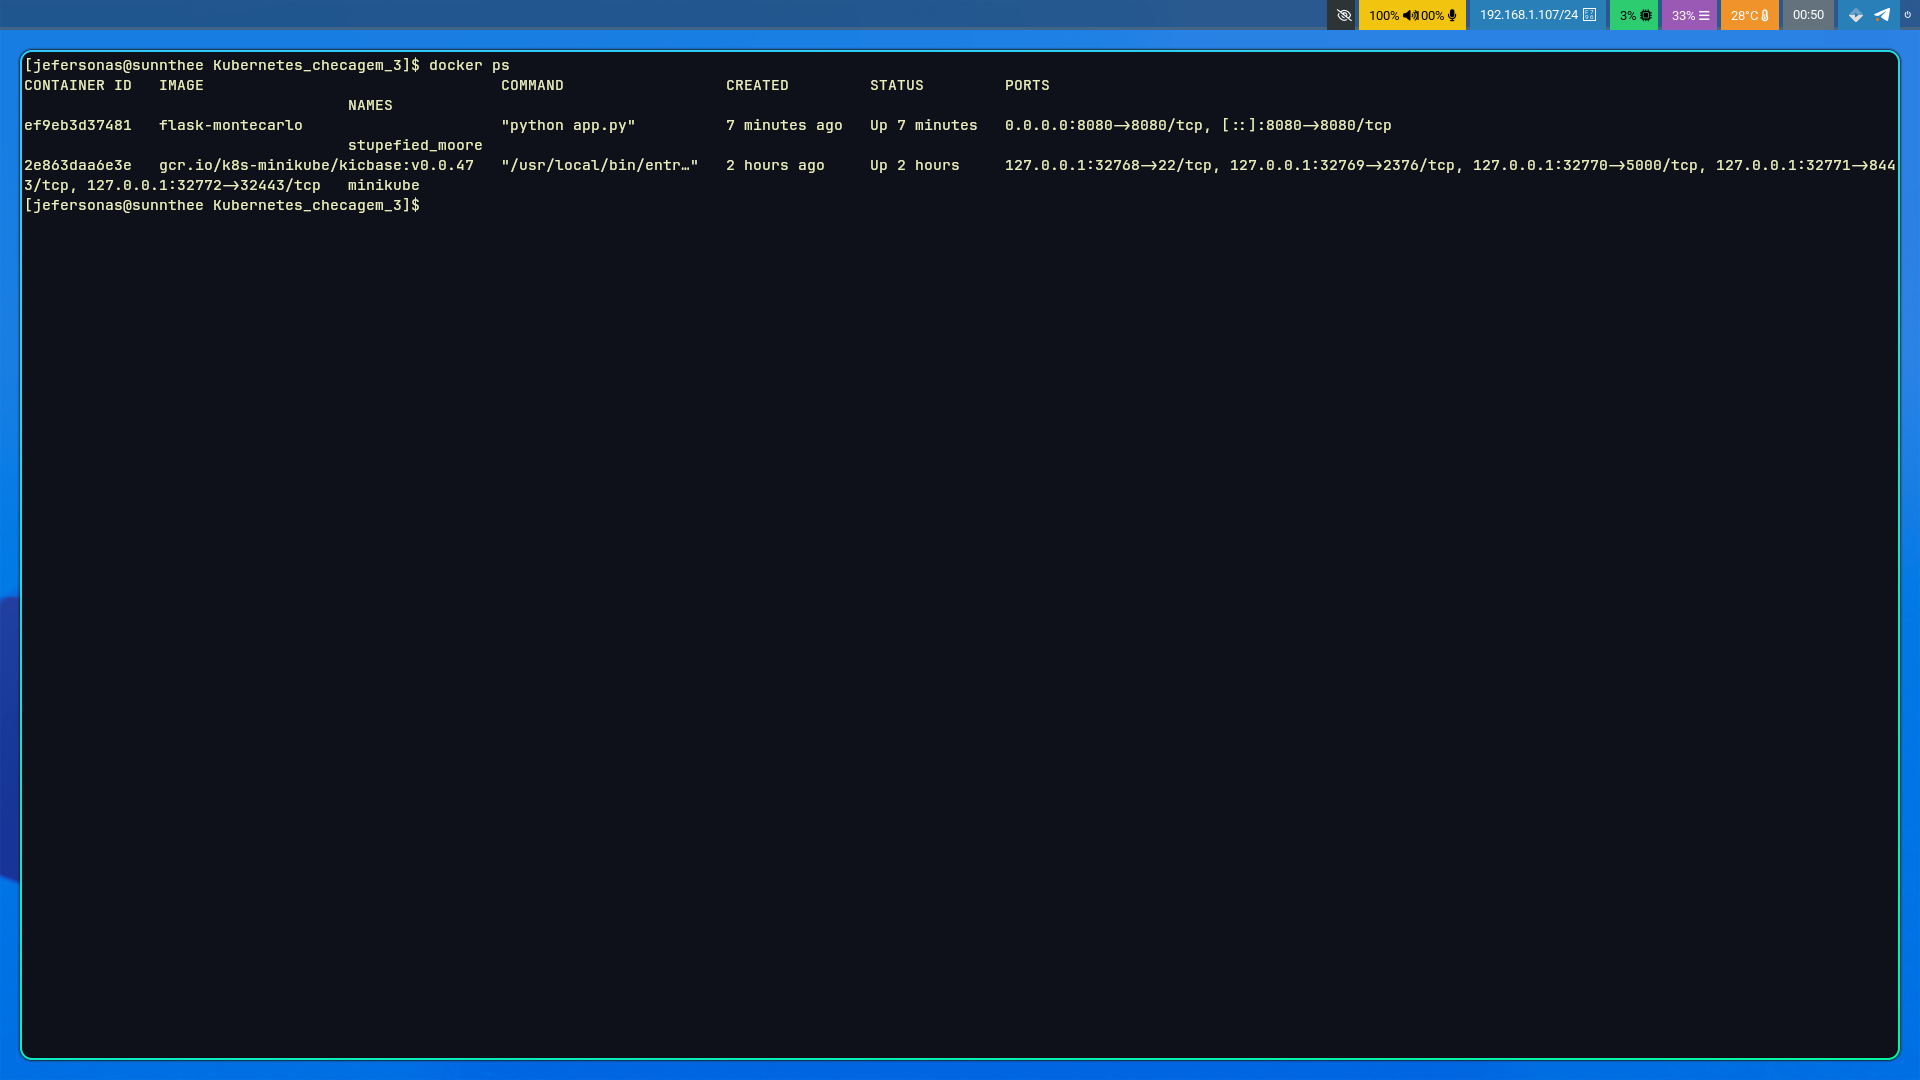 100% 100% 192.168.1.107/24 3% 33% 28°C 00:50
[jefersonas@sunnthee Kubernetes_checagem_3]$ docker ps
CONTAINER ID   IMAGE                                 COMMAND                  CREATED         STATUS         PORTS
                                    NAMES
ef9eb3d37481   flask-montecarlo                      "python app.py"          7 minutes ago   Up 7 minutes   0.0.0.0:8080->8080/tcp, [::]:8080->8080/tcp
                                    stupefied_moore
2e863daa6e3e   gcr.io/k8s-minikube/kicbase:v0.0.47   "/usr/local/bin/entr…"   2 hours ago     Up 2 hours     127.0.0.1:32768->22/tcp, 127.0.0.1:32769->2376/tcp, 127.0.0.1:32770->5000/tcp, 127.0.0.1:32771->844
3/tcp, 127.0.0.1:32772->32443/tcp   minikube
[jefersonas@sunnthee Kubernetes_checagem_3]$